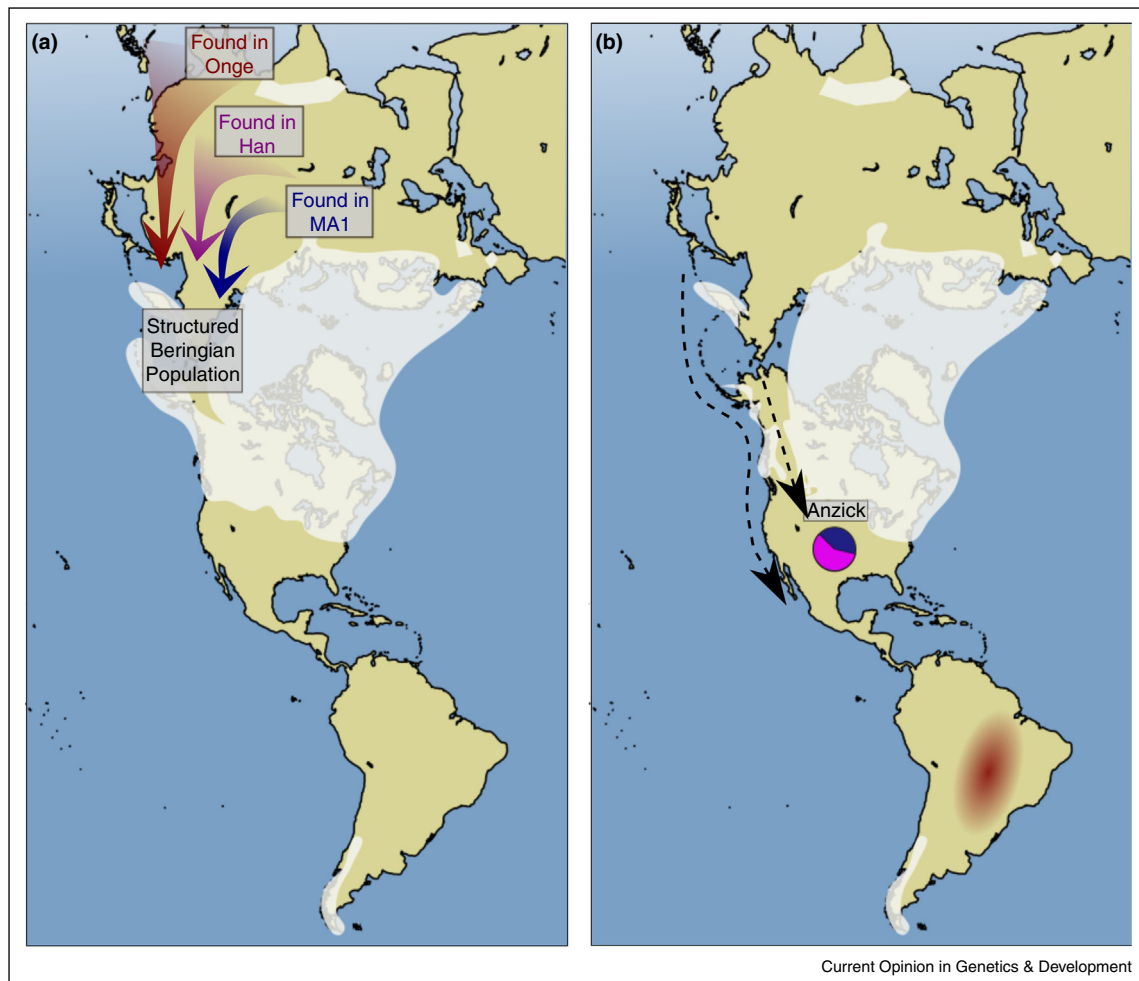 (a)
Found in
Onge
Found in
Han
Found in
MA1
Structured
Beringian
Population
(b)
Anzick
Current Opinion in Genetics & Development